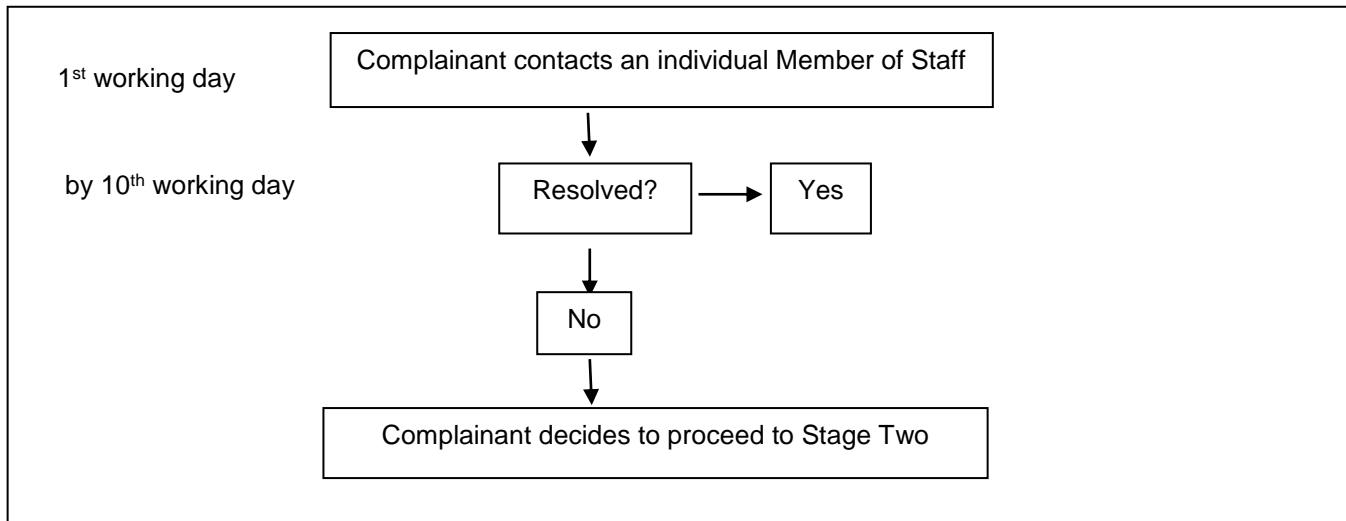 Complainant contacts an individual Member of Staff
1st working day
by 10th working day
Resolved?
Yes
No
Complainant decides to proceed to Stage Two